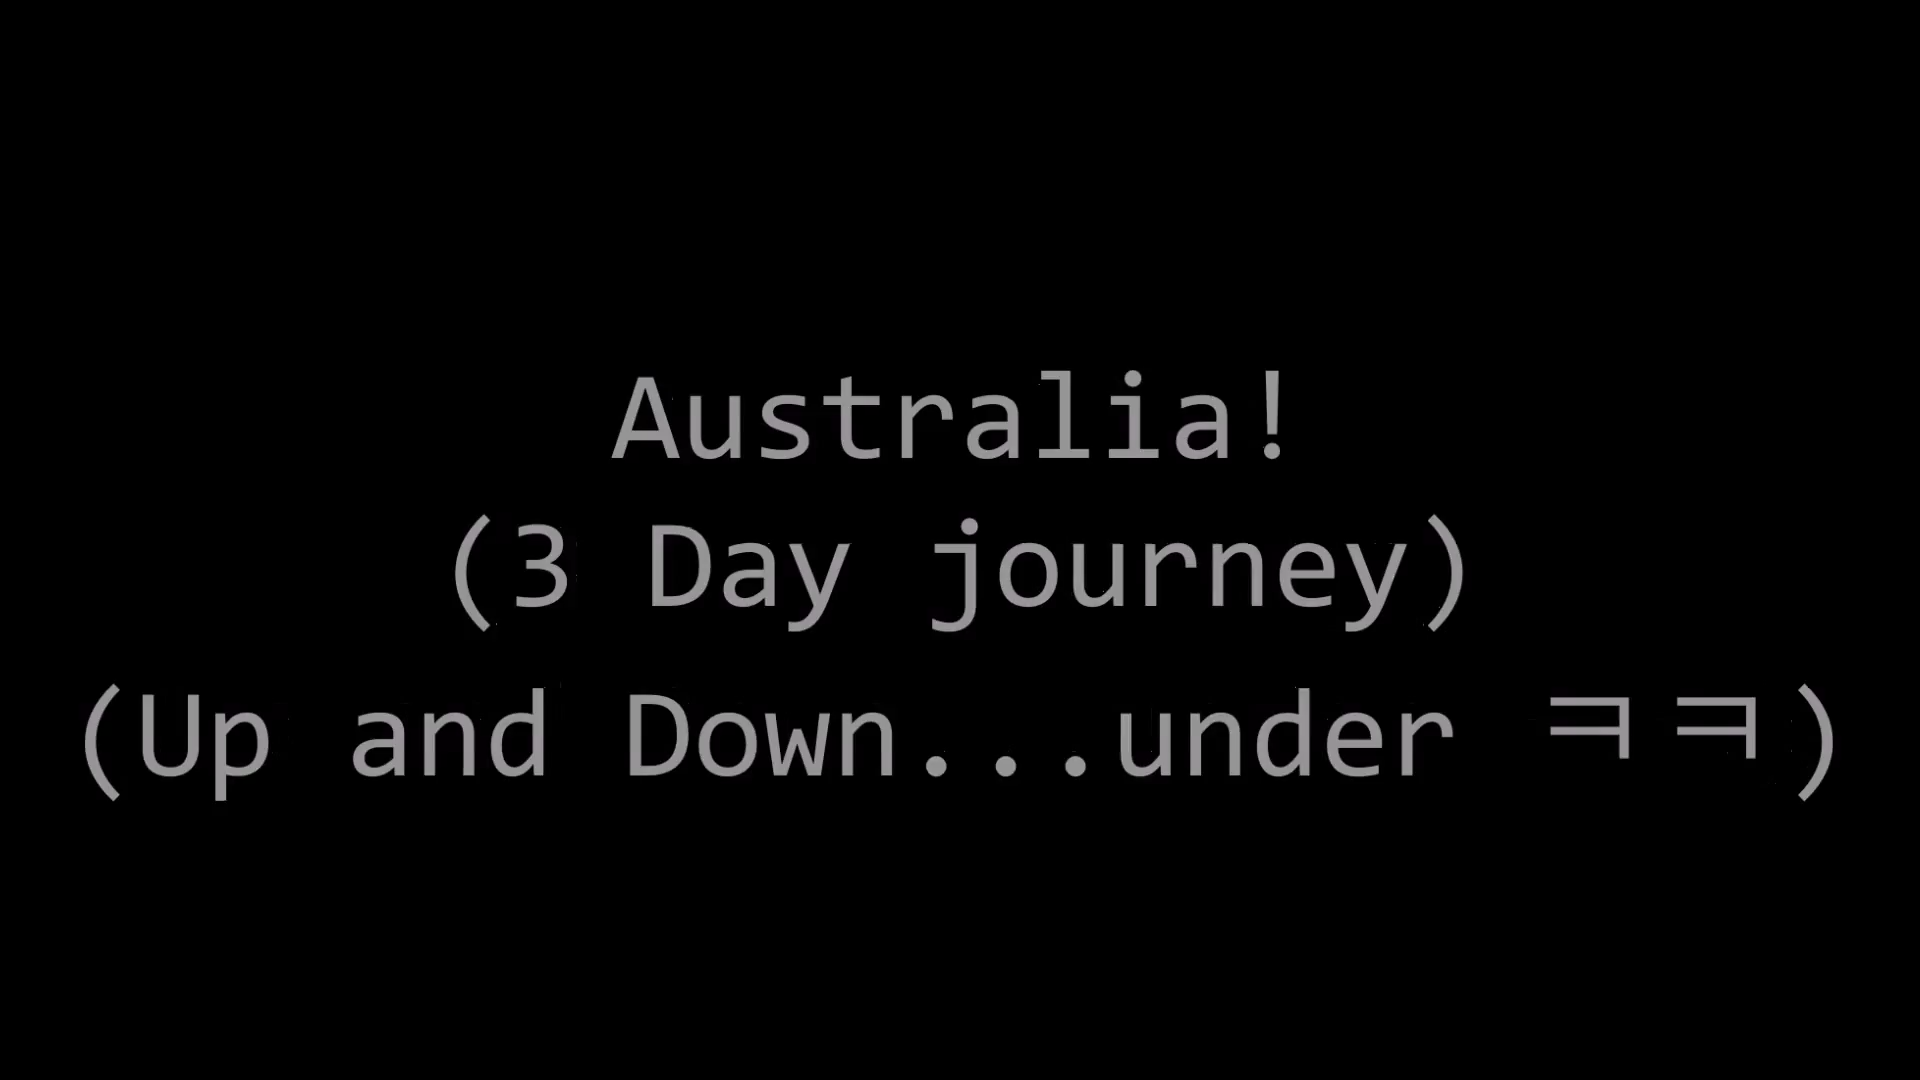 Australia!
(3 Day journey)
(Up and Down...under ㅋㅋ)